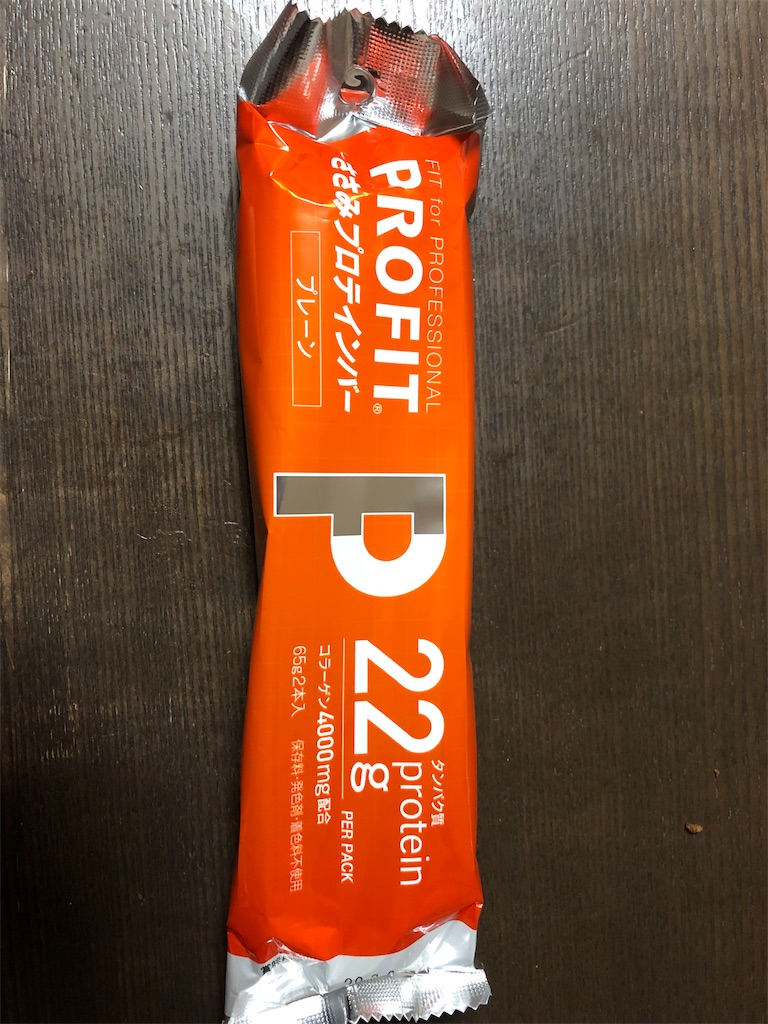 FIT for PROFESSIONAL
PROFIT®
ささみプロテインバー
プレーン
P
タンパク質
22g protein
PER PACK
コラーゲン4000mg配合
65g2本入
保存料・発色剤・着色料不使用